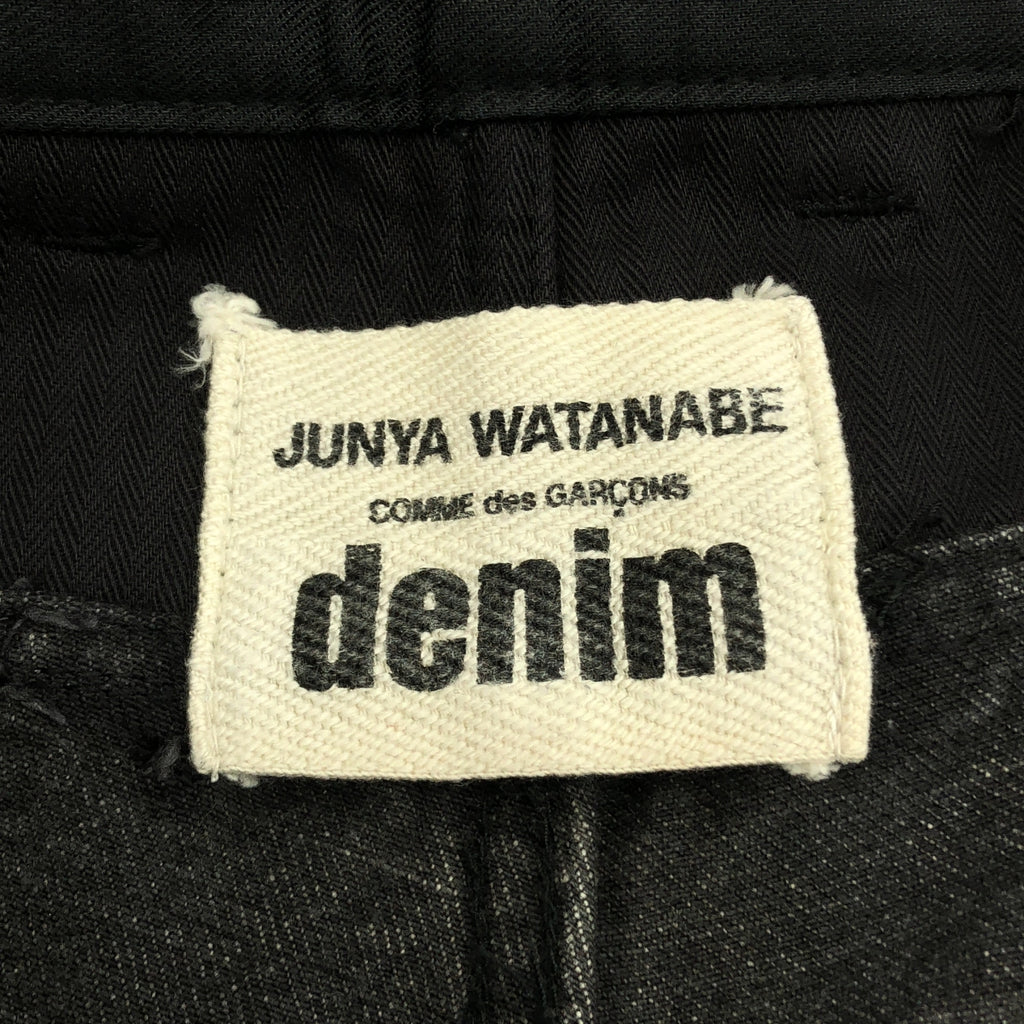 JUNYA WATANABE
COMME des GARÇONS
denim